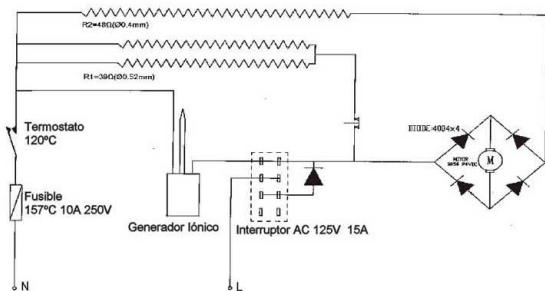 R2=48Ω(Ø0.4mm)
R1=39Ω(Ø0.52mm)
Termostato
120ºC
DIODE:4004x4
MOTOR
M
Fusible
157ºC 10A 250V
Generador Iónico
Interruptor AC 125V 15A
N
L